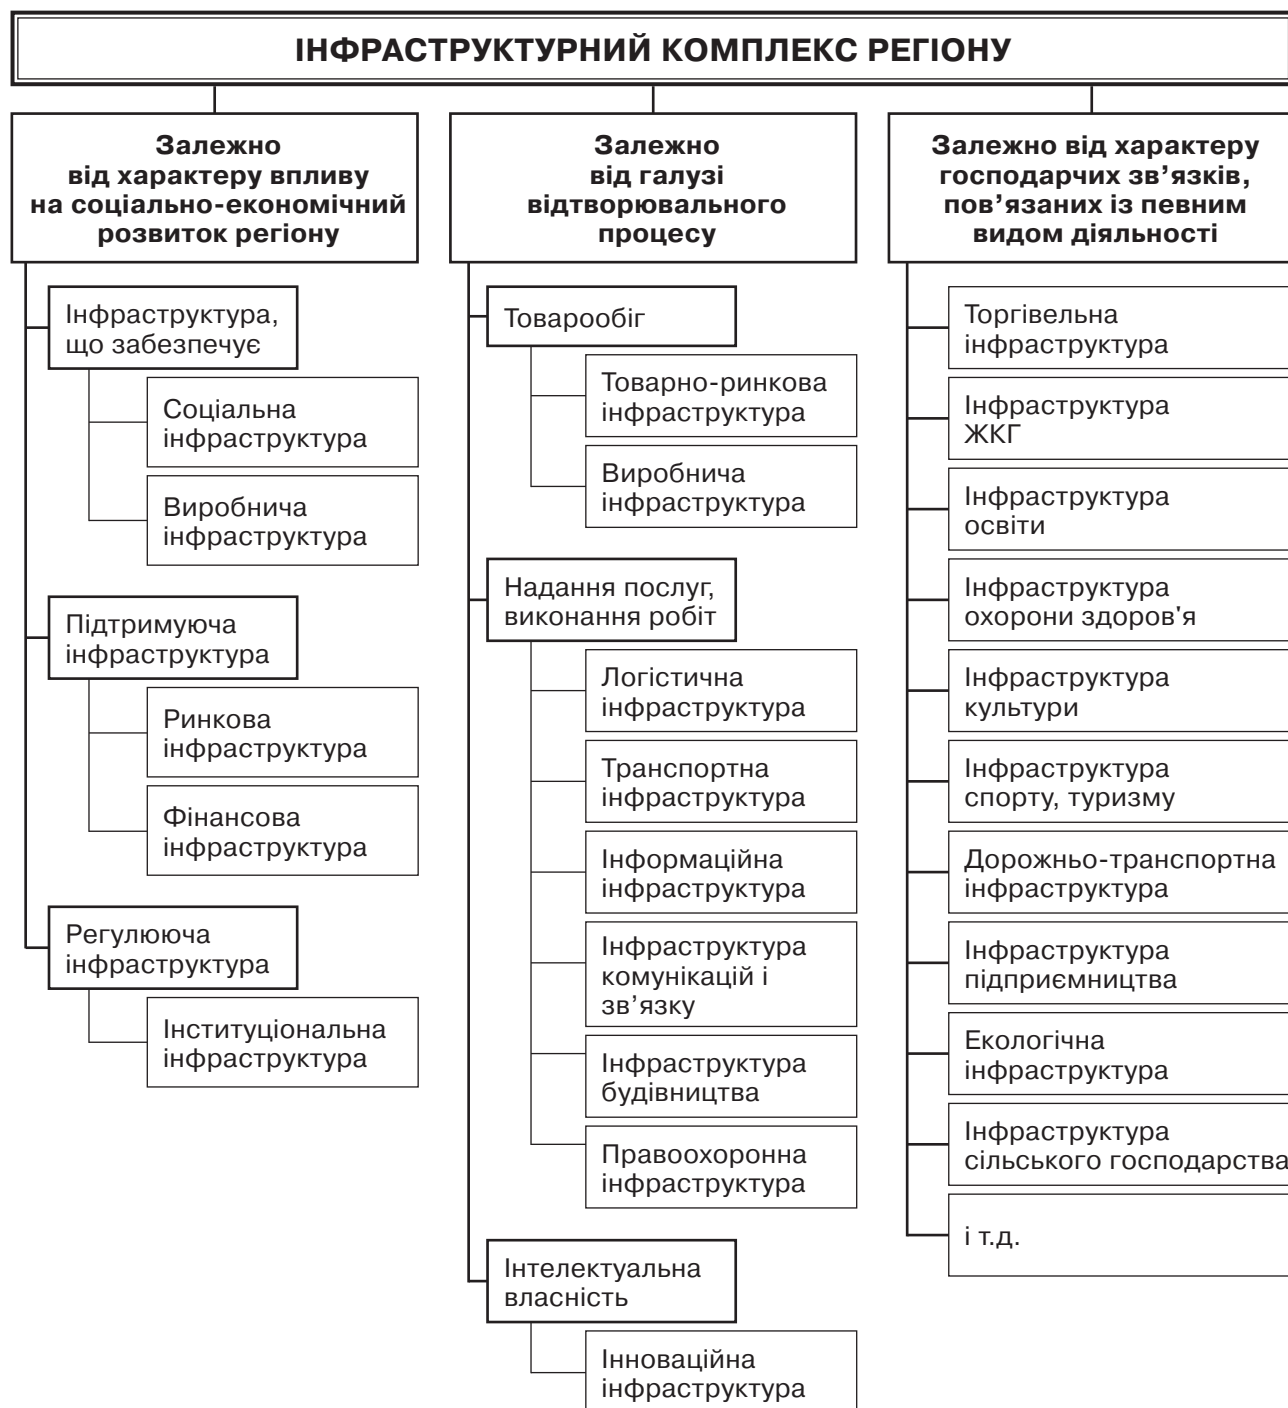 ІНФРАСТРУКТУРНИЙ КОМПЛЕКС РЕГІОНУ
Залежно
від характеру впливу
на соціально-економічний
розвиток регіону
Інфраструктура,
що забезпечує
Соціальна
інфраструктура
Виробнича
інфраструктура
Підтримуюча
інфраструктура
Ринкова
інфраструктура
Фінансова
інфраструктура
Регулююча
інфраструктура
Інституціональна
інфраструктура
Залежно
від галузі
відтворювального
процесу
Товарообіг
Товарно-ринкова
інфраструктура
Виробнича
інфраструктура
Надання послуг,
виконання робіт
Логістична
інфраструктура
Транспортна
інфраструктура
Інформаційна
інфраструктура
Інфраструктура
комунікацій і
зв’язку
Інфраструктура
будівництва
Правоохоронна
інфраструктура
Інтелектуальна
власність
Інноваційна
інфраструктура
Залежно від характеру
господарчих зв’язків,
пов’язаних із певним
видом діяльності
Торгівельна
інфраструктура
Інфраструктура
ЖКГ
Інфраструктура
освіти
Інфраструктура
охорони здоров'я
Інфраструктура
культури
Інфраструктура
спорту, туризму
Дорожньо-транспортна
інфраструктура
Інфраструктура
підприємництва
Екологічна
інфраструктура
Інфраструктура
сільського господарства
і т.д.